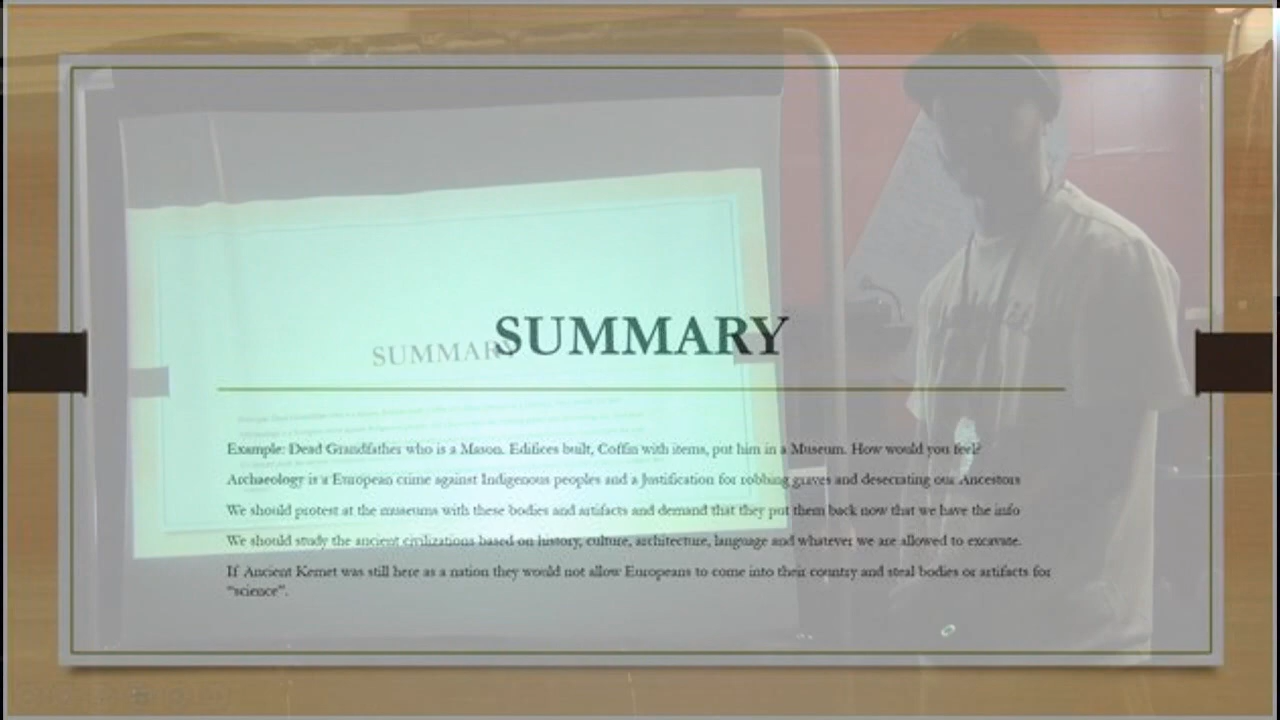 SUMMARY
SUMMARY
Example: Dead Grandfather who is a Mason. Edifices built, Coffin with items, put him in a Museum. How would you feel?
Archaeology is a European crime against Indigenous peoples and a Justification for robbing graves and desecrating our Ancestors
We should protest at the museums with these bodies and artifacts and demand that they put them back now that we have the info
We should study the ancient civilizations based on history, culture, architecture, language and whatever we are allowed to excavate.
If Ancient Kemet was still here as a nation they would not allow Europeans to come into their country and steal bodies or artifacts for
“science”.